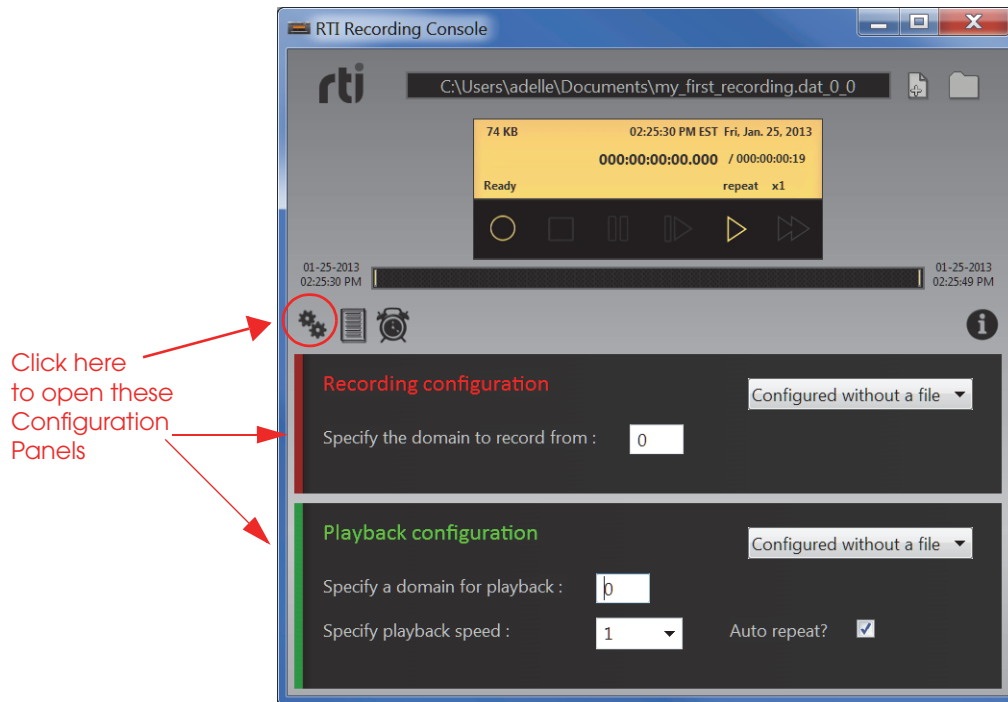 RTI Recording Console
rti
C:\Users\adelle\Documents\my_first_recording.dat_0_0
74 KB 02:25:30 PM EST Fri, Jan. 25, 2013
000:00:00:00.000 / 000:00:00:19
Ready repeat x1
01-25-2013
02:25:30 PM
01-25-2013
02:25:49 PM
Click here
to open these
Configuration
Panels
Recording configuration
Configured without a file
Specify the domain to record from : 0
Playback configuration
Configured without a file
Specify a domain for playback : 0
Specify playback speed : 1 Auto repeat?